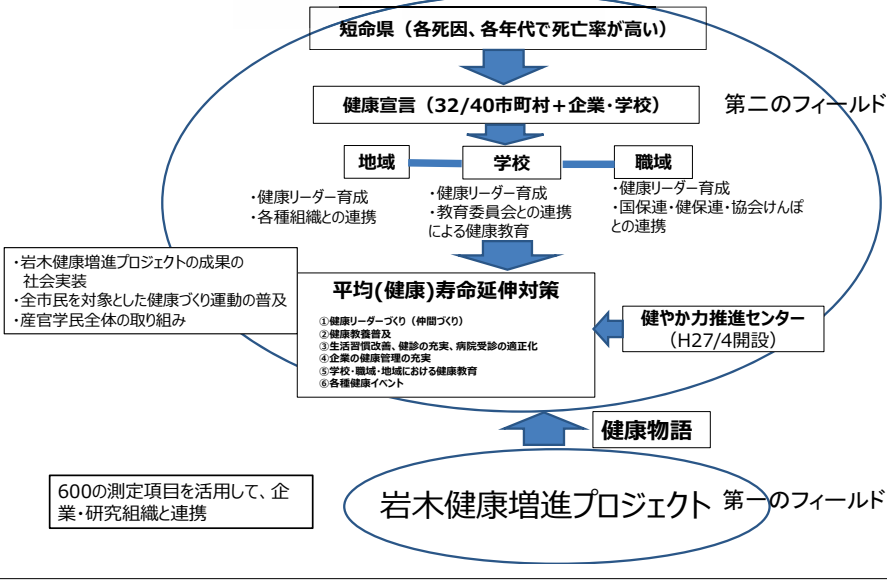 短命県（各死因、各年代で死亡率が高い）
健康宣言（32/40市町村＋企業・学校）
第二のフィールド
地域
学校
職域
・健康リーダー育成
・各種組織との連携
・健康リーダー育成
・教育委員会との連携
による健康教育
・健康リーダー育成
・国保連・健保連・協会けんぽ
との連携
・岩木健康増進プロジェクトの成果の
社会実装
・全市民を対象とした健康づくり運動の普及
・産官学民全体の取り組み
平均(健康)寿命延伸対策
①健康リーダーづくり（仲間づくり）
②健康教養普及
③生活習慣改善、健診の充実、病院受診の適正化
④企業の健康管理の充実
⑤学校・職域・地域における健康教育
⑥各種健康イベント
健やか力推進センター
（H27/4開設）
健康物語
600の測定項目を活用して、企
業・研究組織と連携
岩木健康増進プロジェクト
第一のフィールド